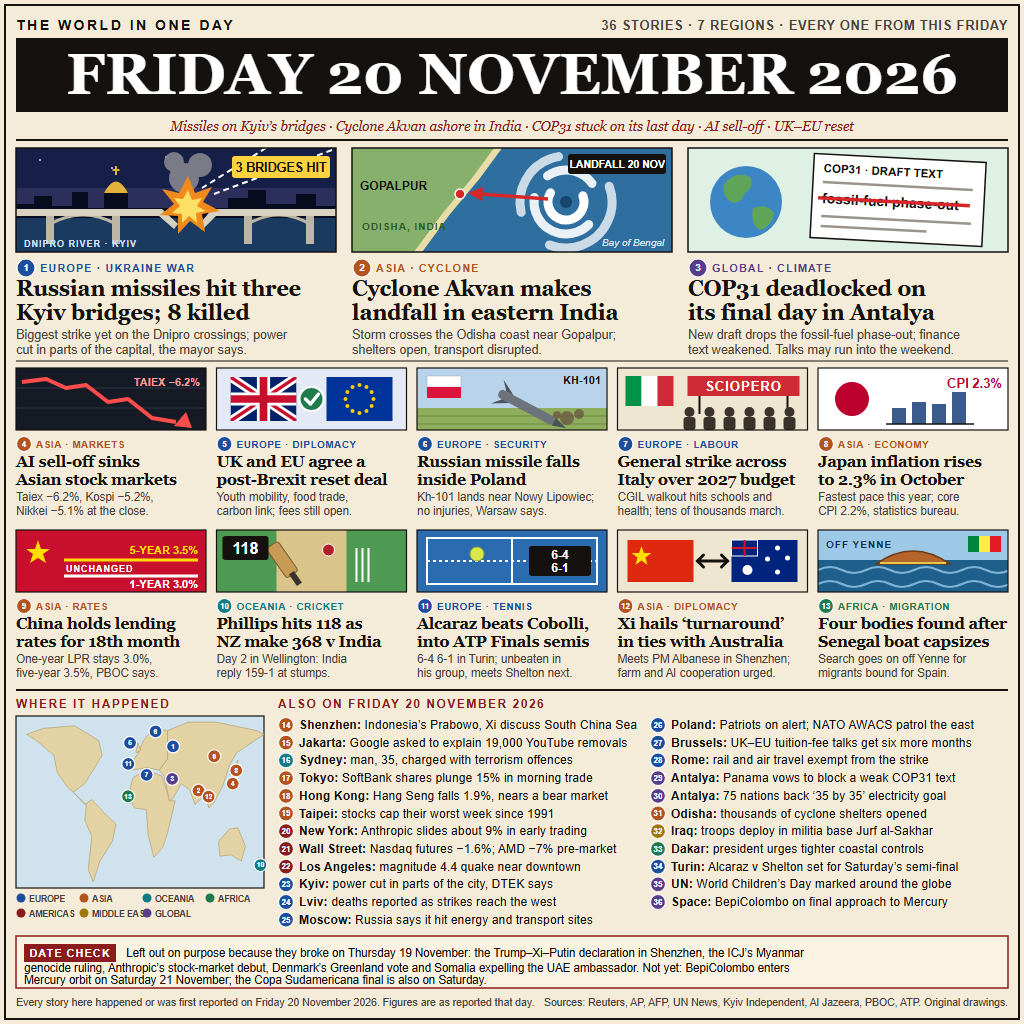 THE WORLD IN ONE DAY
36 STORIES · 7 REGIONS · EVERY ONE FROM THIS FRIDAY
FRIDAY 20 NOVEMBER 2026
Missiles on Kyiv's bridges · Cyclone Akvan ashore in India · COP31 stuck on its last day · AI sell-off · UK–EU reset
3 BRIDGES HIT
DNIPRO RIVER · KYIV
1 EUROPE · UKRAINE WAR
Russian missiles hit three
Kyiv bridges; 8 killed
Biggest strike yet on the Dnipro crossings; power
cut in parts of the capital, the mayor says.
LANDFALL 20 NOV
GOPALPUR
ODISHA, INDIA
Bay of Bengal
2 ASIA · CYCLONE
Cyclone Akvan makes
landfall in eastern India
Storm crosses the Odisha coast near Gopalpur;
shelters open, transport disrupted.
COP31 · DRAFT TEXT
fossil-fuel phase-out
3 GLOBAL · CLIMATE
COP31 deadlocked on
its final day in Antalya
New draft drops the fossil-fuel phase-out; finance
text weakened. Talks may run into the weekend.
TAIEX −6.2%
4 ASIA · MARKETS
AI sell-off sinks
Asian stock markets
Taiex −6.2%, Kospi −5.2%,
Nikkei −5.1% at the close.
5 EUROPE · DIPLOMACY
UK and EU agree a
post-Brexit reset deal
Youth mobility, food trade,
carbon link; fees still open.
KH-101
6 EUROPE · SECURITY
Russian missile falls
inside Poland
Kh-101 lands near Nowy Lipowiec;
no injuries, Warsaw says.
SCIOPERO
7 EUROPE · LABOUR
General strike across
Italy over 2027 budget
CGIL walkout hits schools and
health; tens of thousands march.
CPI 2.3%
8 ASIA · ECONOMY
Japan inflation rises
to 2.3% in October
Fastest pace this year; core
CPI 2.2%, statistics bureau.
5-YEAR 3.5%
UNCHANGED
1-YEAR 3.0%
9 ASIA · RATES
China holds lending
rates for 18th month
One-year LPR stays 3.0%,
five-year 3.5%, PBOC says.
118
10 OCEANIA · CRICKET
Phillips hits 118 as
NZ make 368 v India
Day 2 in Wellington: India
reply 159-1 at stumps.
6-4
6-1
11 EUROPE · TENNIS
Alcaraz beats Cobolli,
into ATP Finals semis
6-4 6-1 in Turin; unbeaten in
his group, meets Shelton next.
12 ASIA · DIPLOMACY
Xi hails ‘turnaround’
in ties with Australia
Meets PM Albanese in Shenzhen;
farm and AI cooperation urged.
OFF YENNE
13 AFRICA · MIGRATION
Four bodies found after
Senegal boat capsizes
Search goes on off Yenne for
migrants bound for Spain.
WHERE IT HAPPENED
6
5
1
11
7
3
9
8
4
2
12
13
10
EUROPE
ASIA
OCEANIA
AFRICA
AMERICAS
MIDDLE EAS
GLOBAL
ALSO ON FRIDAY 20 NOVEMBER 2026
14 Shenzhen: Indonesia's Prabowo, Xi discuss South China Sea
15 Jakarta: Google asked to explain 19,000 YouTube removals
16 Sydney: man, 35, charged with terrorism offences
17 Tokyo: SoftBank shares plunge 15% in morning trade
18 Hong Kong: Hang Seng falls 1.9%, nears a bear market
19 Taipei: stocks cap their worst week since 1991
20 New York: Anthropic slides about 9% in early trading
21 Wall Street: Nasdaq futures −1.6%; AMD −7% pre-market
22 Los Angeles: magnitude 4.4 quake near downtown
23 Kyiv: power cut in parts of the city, DTEK says
24 Lviv: deaths reported as strikes reach the west
25 Moscow: Russia says it hit energy and transport sites
26 Poland: Patriots on alert; NATO AWACS patrol the east
27 Brussels: UK–EU tuition-fee talks get six more months
28 Rome: rail and air travel exempt from the strike
29 Antalya: Panama vows to block a weak COP31 text
30 Antalya: 75 nations back ‘35 by 35’ electricity goal
31 Odisha: thousands of cyclone shelters opened
32 Iraq: troops deploy in militia base Jurf al-Sakhar
33 Dakar: president urges tighter coastal controls
34 Turin: Alcaraz v Shelton set for Saturday's semi-final
35 UN: World Children's Day marked around the globe
36 Space: BepiColombo on final approach to Mercury
DATE CHECK Left out on purpose because they broke on Thursday 19 November: the Trump–Xi–Putin declaration in Shenzhen, the ICJ's Myanmar
genocide ruling, Anthropic's stock-market debut, Denmark's Greenland vote and Somalia expelling the UAE ambassador. Not yet: BepiColombo enters
Mercury orbit on Saturday 21 November; the Copa Sudamericana final is also on Saturday.
Every story here happened or was first reported on Friday 20 November 2026. Figures are as reported that day. Sources: Reuters, AP, AFP, UN News, Kyiv Independent, Al Jazeera, PBOC, ATP. Original drawings.